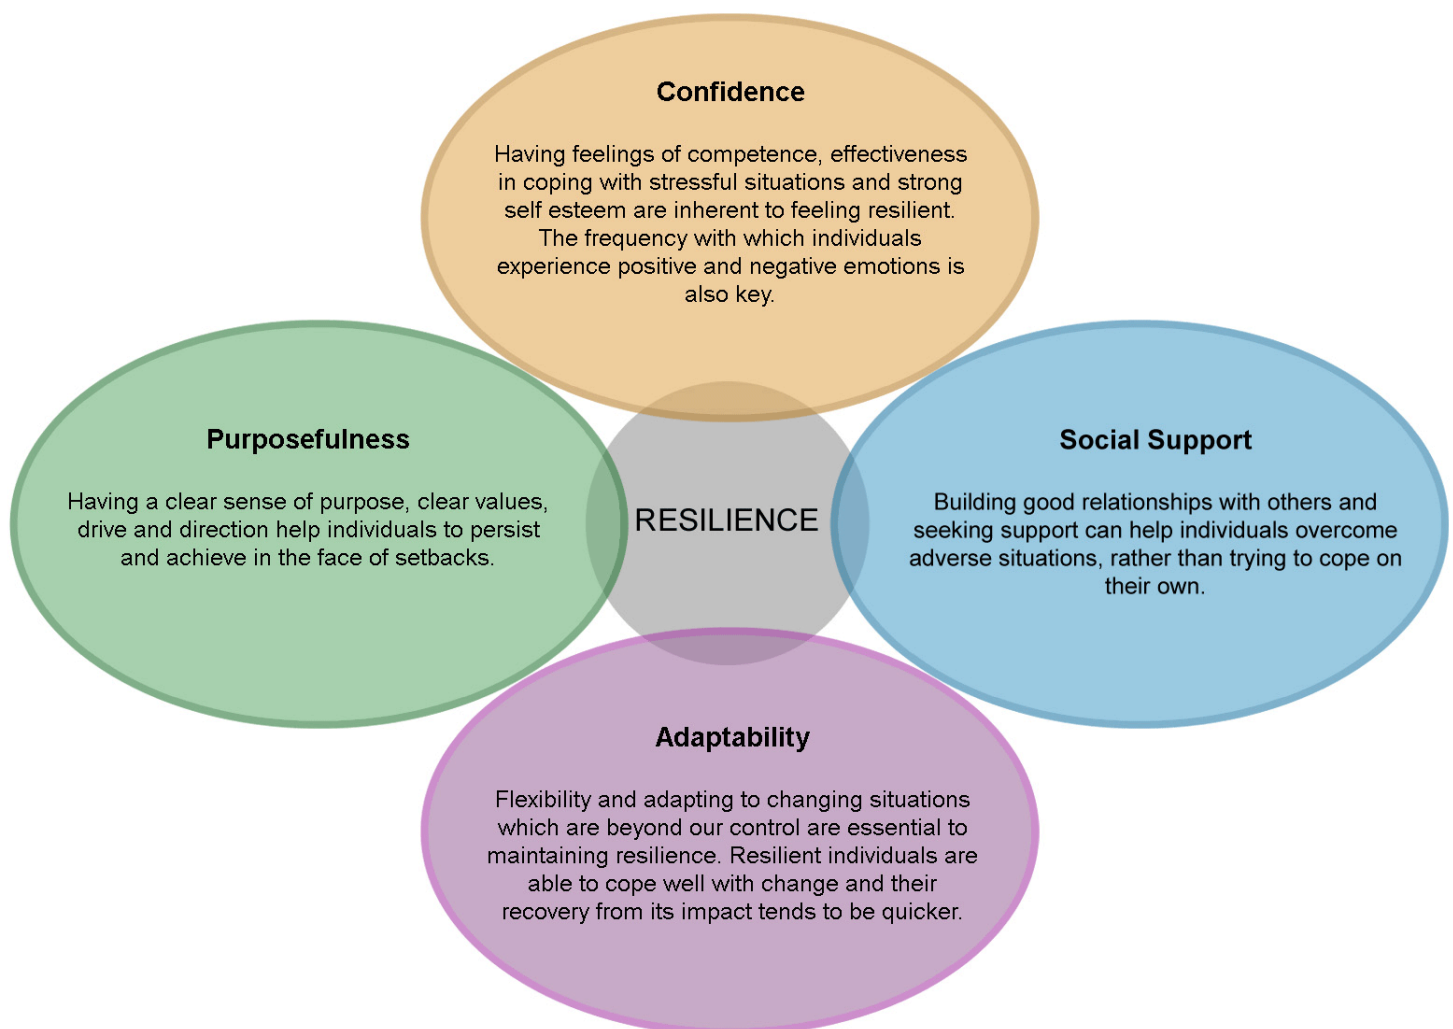 Confidence
Having feelings of competence, effectiveness
in coping with stressful situations and strong
self esteem are inherent to feeling resilient.
The frequency with which individuals
experience positive and negative emotions is
also key.
Purposefulness
Having a clear sense of purpose, clear values,
drive and direction help individuals to persist
and achieve in the face of setbacks.
RESILIENCE
Social Support
Building good relationships with others and
seeking support can help individuals overcome
adverse situations, rather than trying to cope on
their own.
Adaptability
Flexibility and adapting to changing situations
which are beyond our control are essential to
maintaining resilience. Resilient individuals are
able to cope well with change and their
recovery from its impact tends to be quicker.